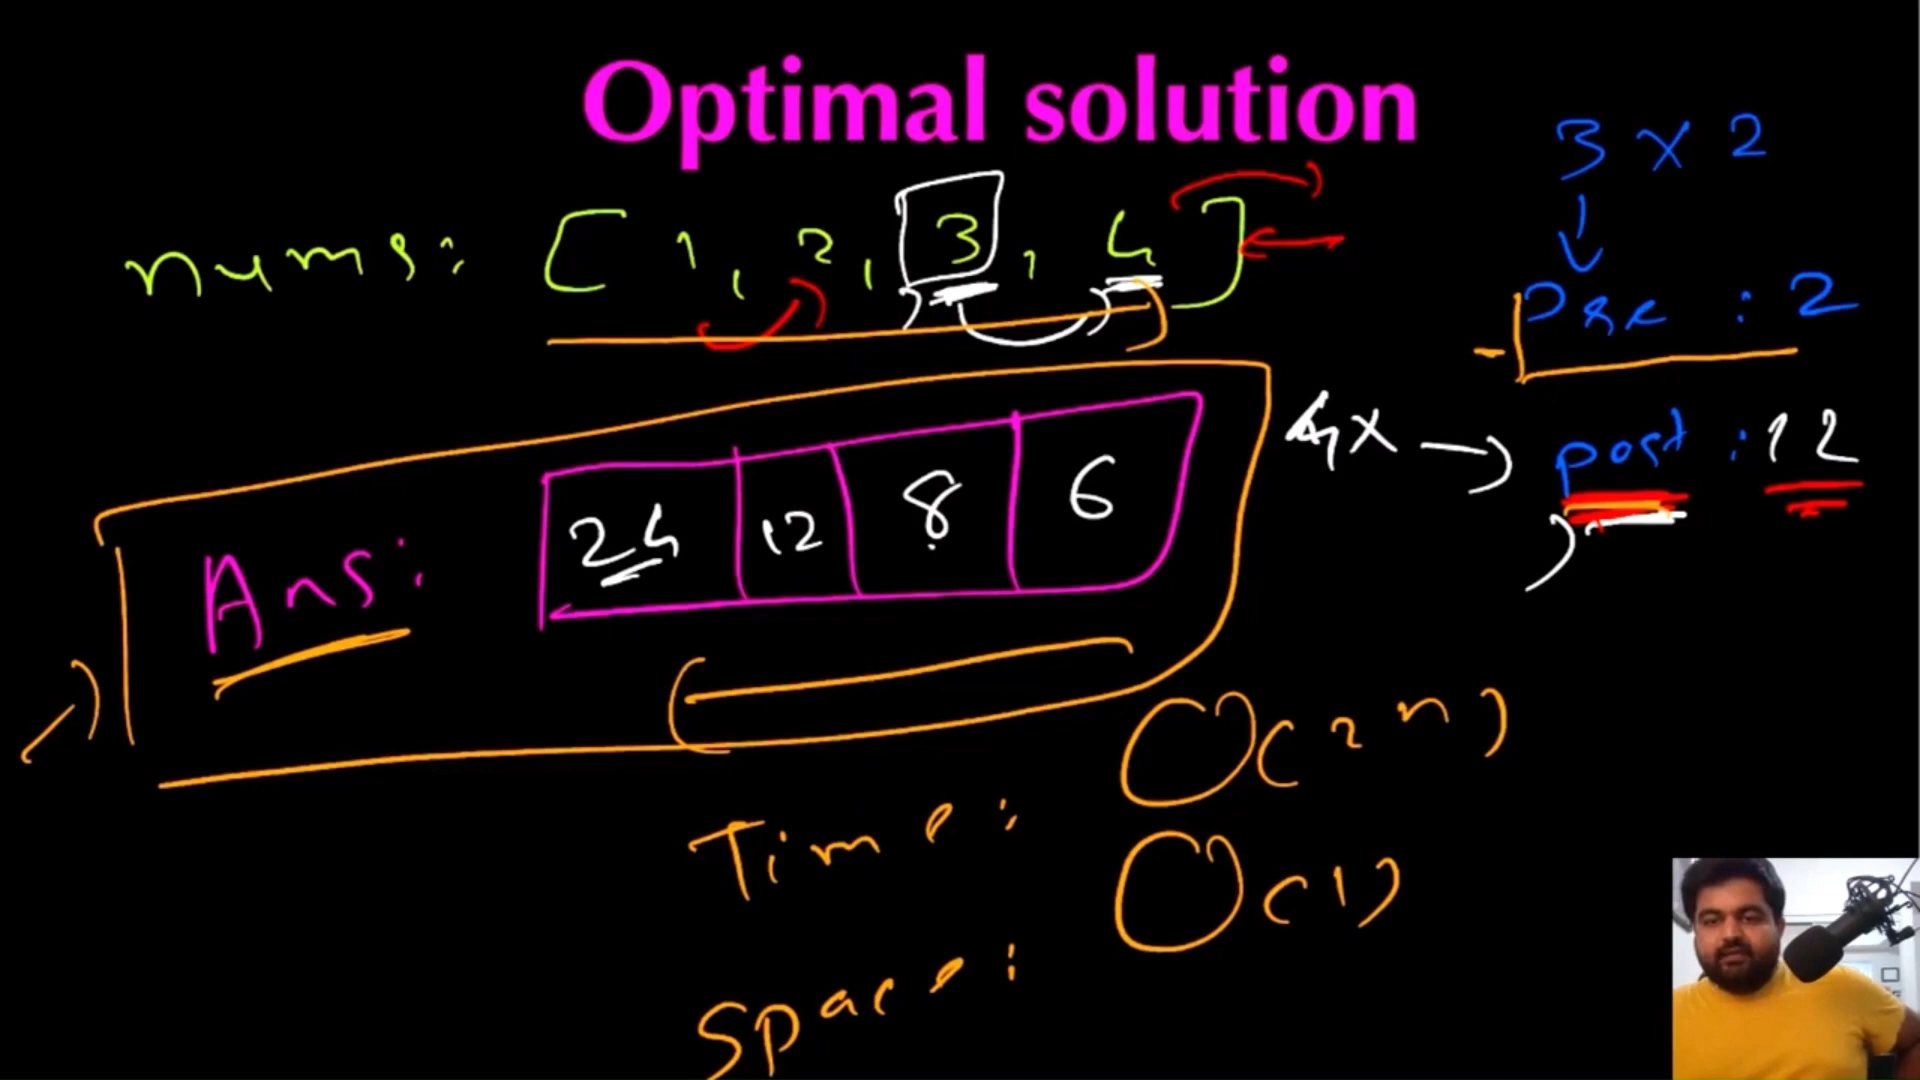 Optimal solution
3 x 2
nums: [ 1, 2, 3, 4 ]
Pre : 2
4 x
post : 12
Ans: 24 12 8 6
Time: O(2n)
Space: O(1)